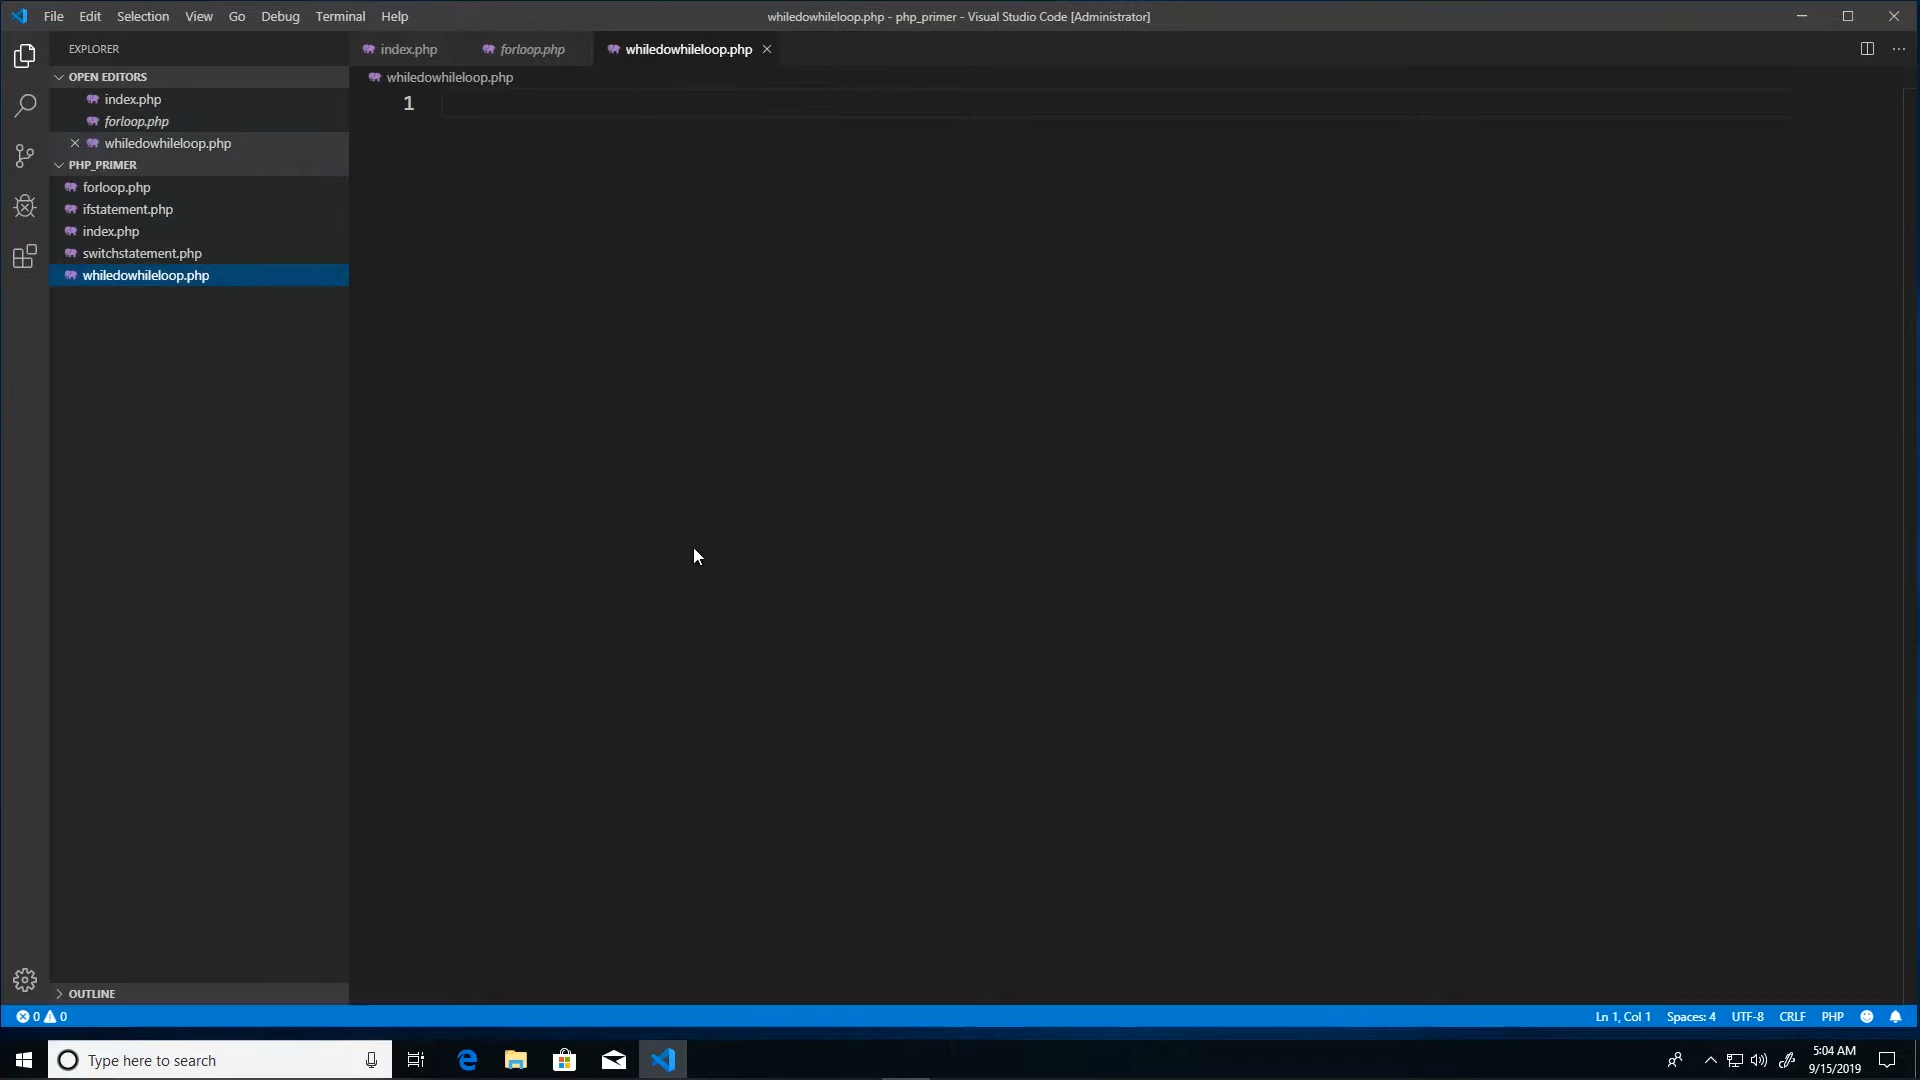 File Edit Selection View Go Debug Terminal Help
whiledowhileloop.php - php_primer - Visual Studio Code [Administrator]
EXPLORER
index.php forloop.php whiledowhileloop.php
OPEN EDITORS
whiledowhileloop.php
index.php
1
forloop.php
whiledowhileloop.php
PHP_PRIMER
forloop.php
ifstatement.php
index.php
switchstatement.php
whiledowhileloop.php
OUTLINE
0 0
Ln 1, Col 1 Spaces: 4 UTF-8 CRLF PHP
Type here to search
5:04 AM
9/15/2019